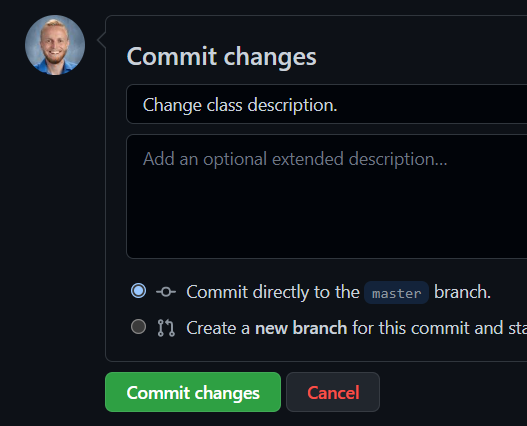 Commit changes
Change class description.
Add an optional extended description...
Commit directly to the master branch.
Create a new branch for this commit and sta
Commit changes
Cancel